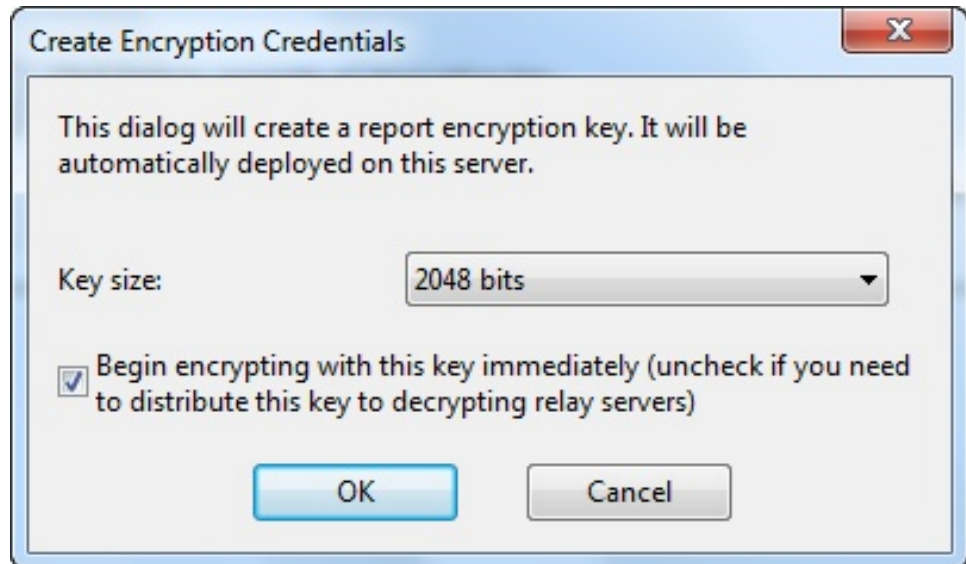 Create Encryption Credentials
This dialog will create a report encryption key. It will be
automatically deployed on this server.
Key size:
2048 bits
Begin encrypting with this key immediately (uncheck if you need
to distribute this key to decrypting relay servers)
OK
Cancel